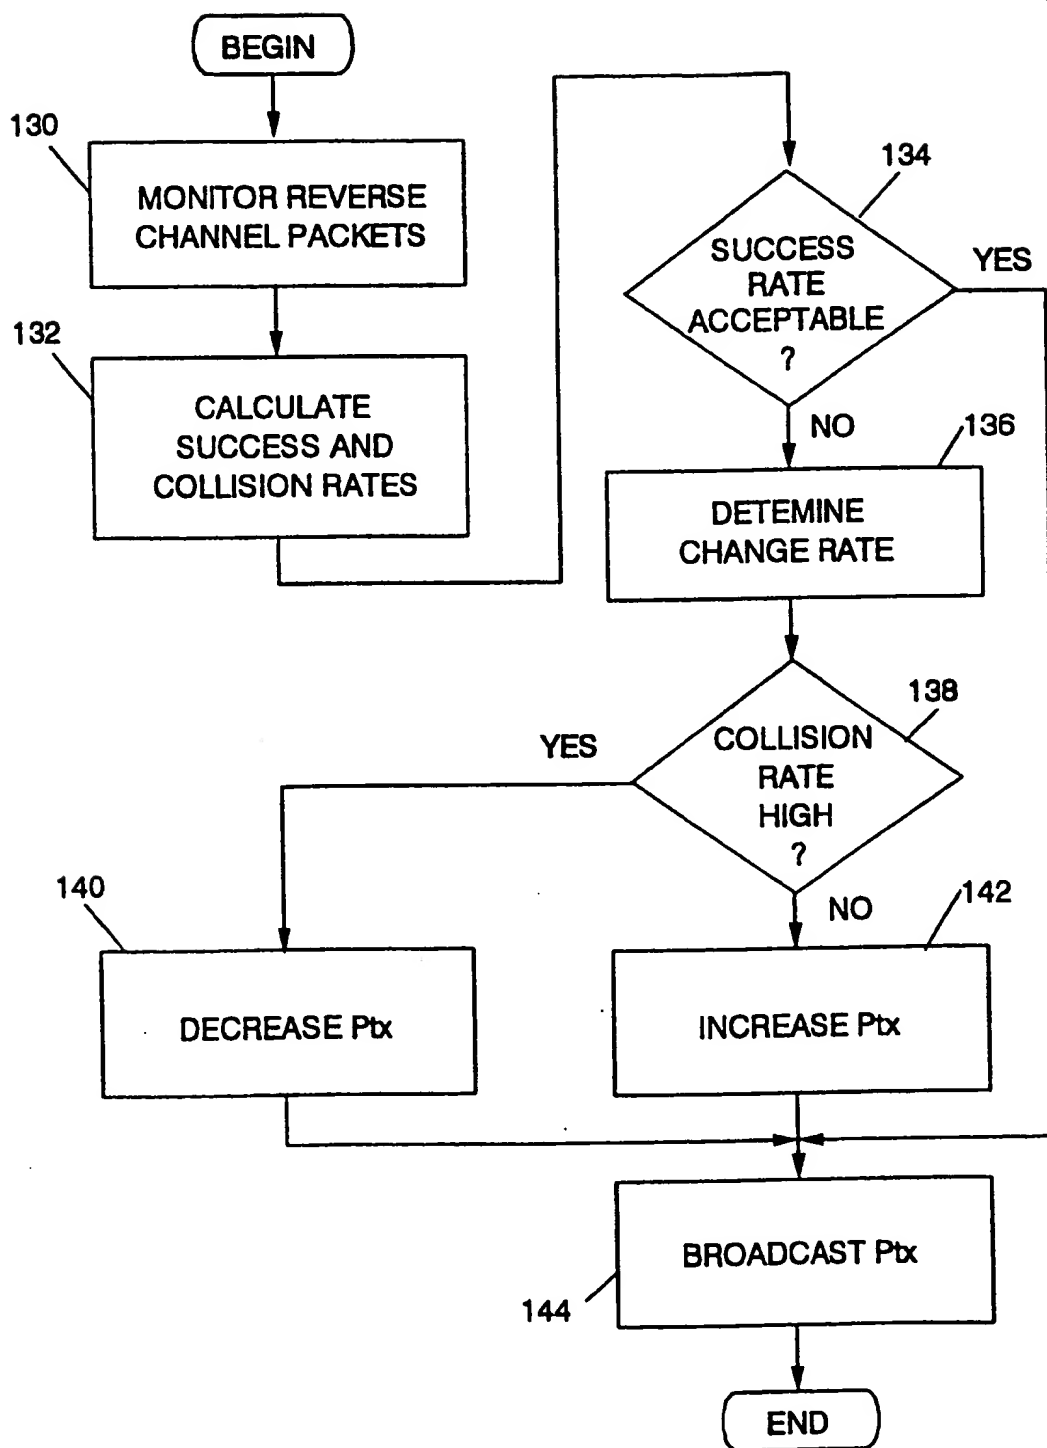 BEGIN
130
MONITOR REVERSE
CHANNEL PACKETS
132
CALCULATE
SUCCESS AND
COLLISION RATES
134
SUCCESS
RATE
ACCEPTABLE
?
YES
NO
136
DETEMINE
CHANGE RATE
138
COLLISION
RATE
HIGH
?
YES
NO
140
DECREASE Ptx
142
INCREASE Ptx
BROADCAST Ptx
144
END